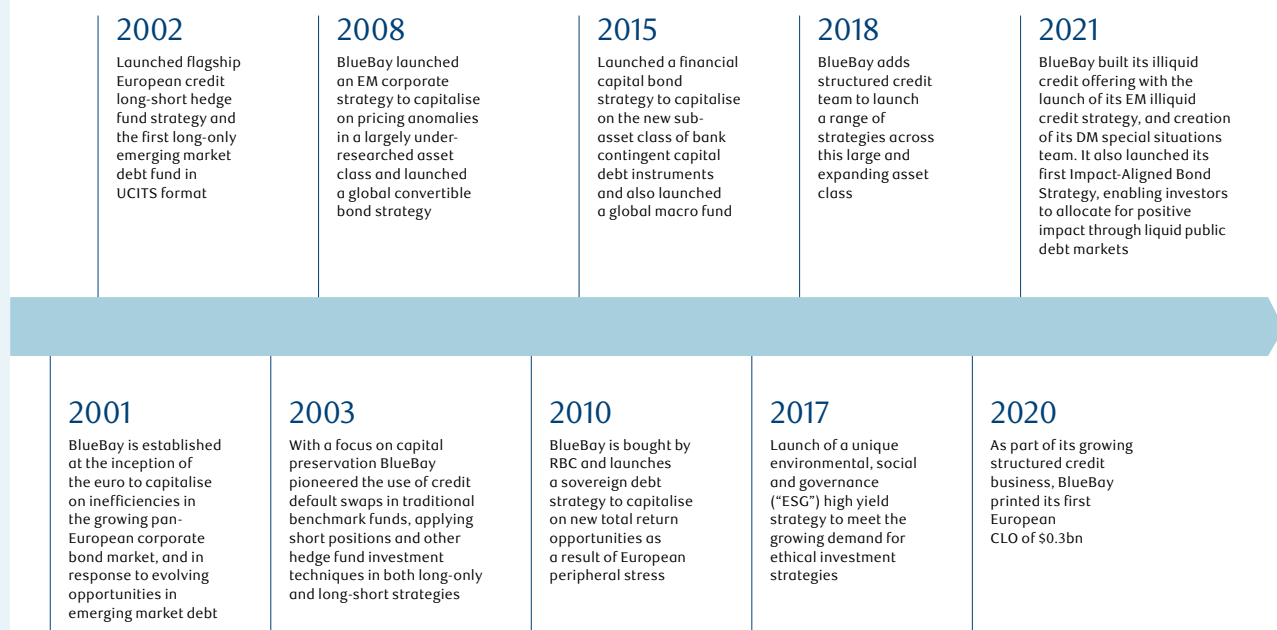 2002
Launched flagship
European credit
long-short hedge
fund strategy and
the first long-only
emerging market
debt fund in
UCITS format
2008
BlueBay launched
an EM corporate
strategy to capitalise
on pricing anomalies
in a largely under-
researched asset
class and launched
a global convertible
bond strategy
2015
Launched a financial
capital bond
strategy to capitalise
on the new sub-
asset class of bank
contingent capital
debt instruments
and also launched
a global macro fund
2018
BlueBay adds
structured credit
team to launch
a range of
strategies across
this large and
expanding asset
class
2021
BlueBay built its illiquid
credit offering with the
launch of its EM illiquid
credit strategy, and creation
of its DM special situations
team. It also launched its
first Impact-Aligned Bond
Strategy, enabling investors
to allocate for positive
impact through liquid public
debt markets
2001
BlueBay is established
at the inception of
the euro to capitalise
on inefficiencies in
the growing pan-
European corporate
bond market, and in
response to evolving
opportunities in
emerging market debt
2003
With a focus on capital
preservation BlueBay
pioneered the use of credit
default swaps in traditional
benchmark funds, applying
short positions and other
hedge fund investment
techniques in both long-only
and long-short strategies
2010
BlueBay is bought by
RBC and launches
a sovereign debt
strategy to capitalise
on new total return
opportunities as
a result of European
peripheral stress
2017
Launch of a unique
environmental, social
and governance
(“ESG”) high yield
strategy to meet the
growing demand for
ethical investment
strategies
2020
As part of its growing
structured credit
business, BlueBay
printed its first
European
CLO of $0.3bn